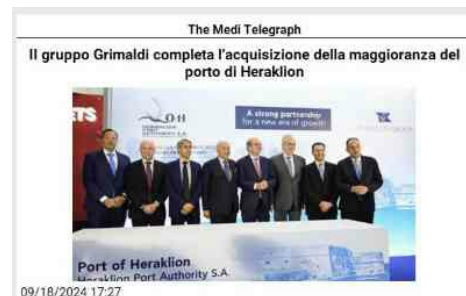 The Medi Telegraph
Il gruppo Grimaldi completa l'acquisizione della maggioranza del
porto di Heraklion
ETS
A strong partnership
for a new era of growth!
Port of Heraklion
Heraklion Port Authority S.A.
09/18/2024 17:27